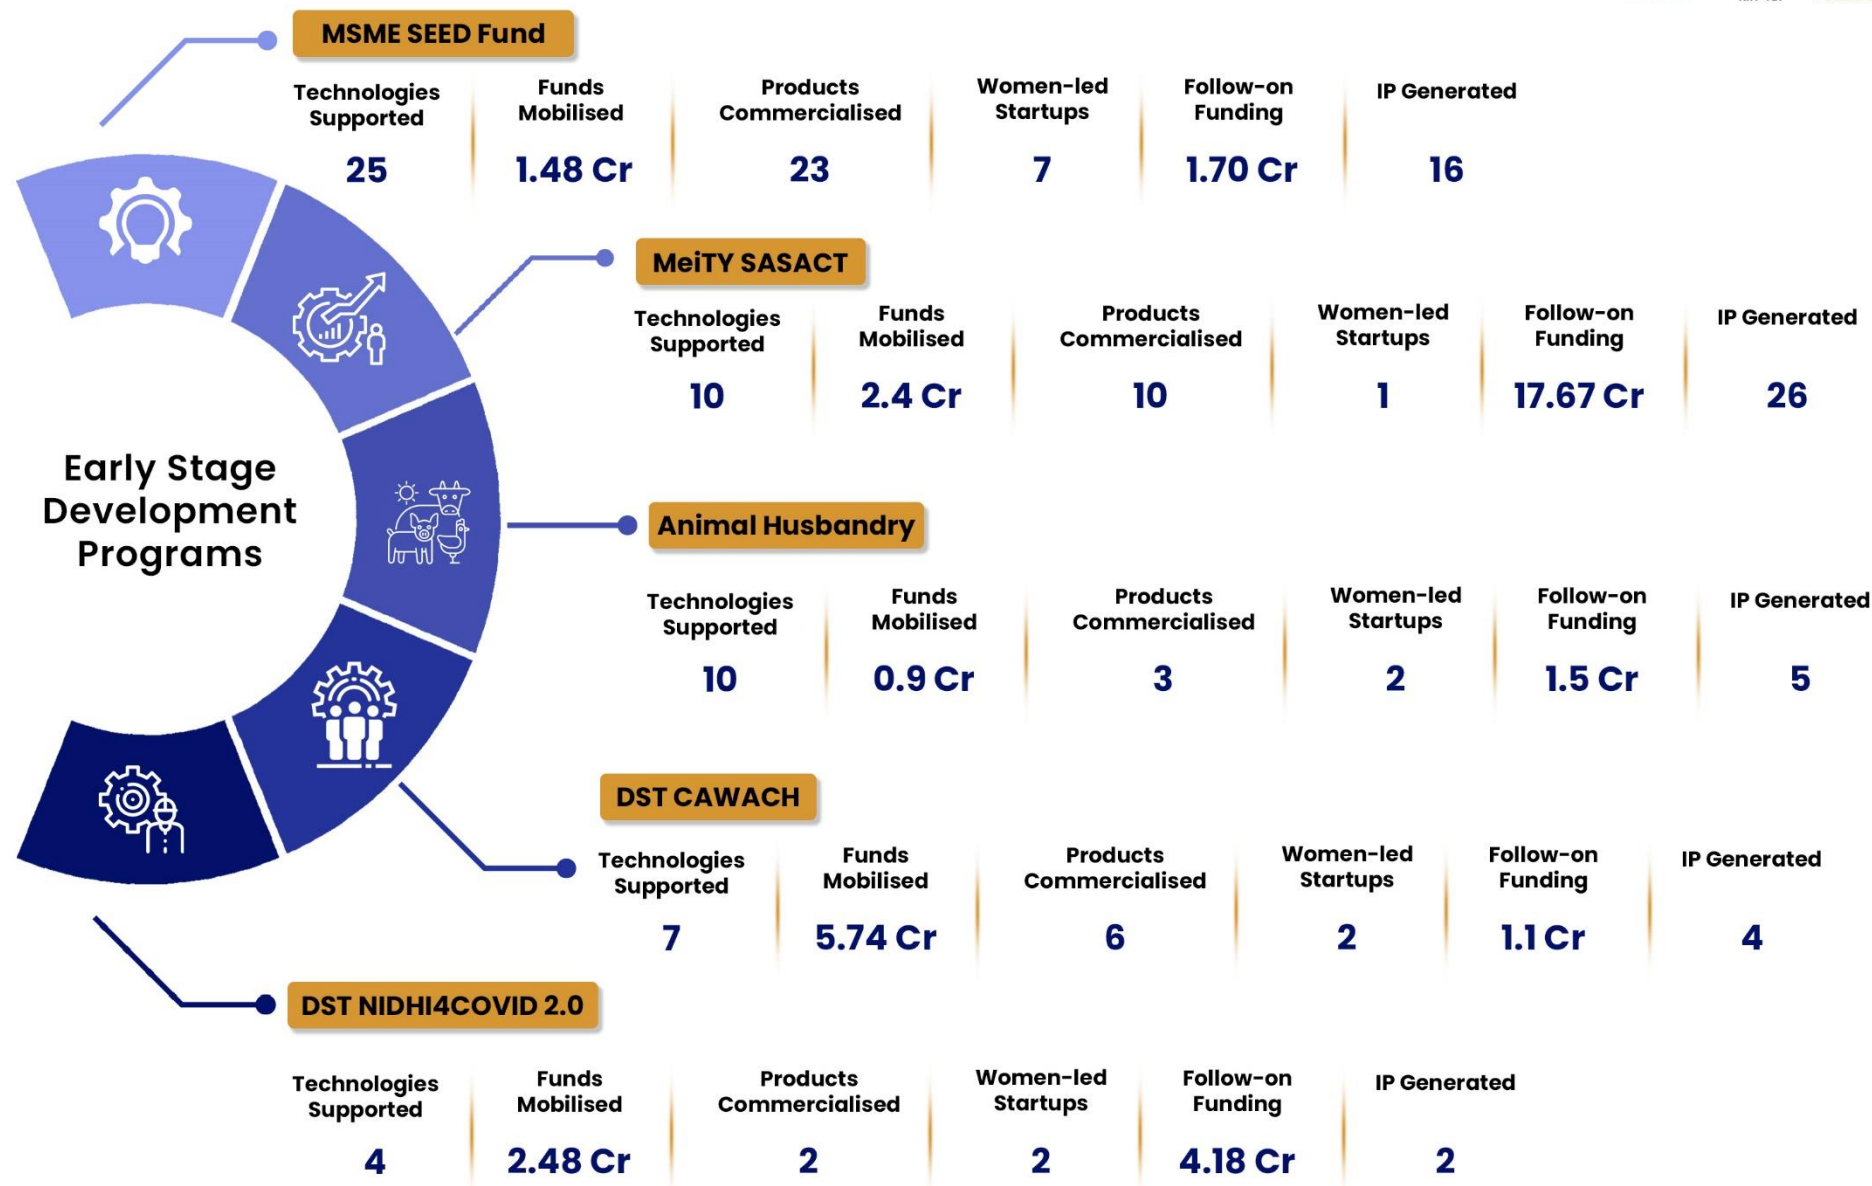 MSME SEED Fund
Technologies
Supported
25
Funds
Mobilised
1.48 Cr
Products
Commercialised
23
Women-led
Startups
7
Follow-on
Funding
1.70 Cr
IP Generated
16
MeiTY SASACT
Technologies
Supported
10
Funds
Mobilised
2.4 Cr
Products
Commercialised
10
Women-led
Startups
1
Follow-on
Funding
17.67 Cr
IP Generated
26
Early Stage
Development
Programs
Animal Husbandry
Technologies
Supported
10
Funds
Mobilised
0.9 Cr
Products
Commercialised
3
Women-led
Startups
2
Follow-on
Funding
1.5 Cr
IP Generated
5
DST CAWACH
Technologies
Supported
7
Funds
Mobilised
5.74 Cr
Products
Commercialised
6
Women-led
Startups
2
Follow-on
Funding
1.1 Cr
IP Generated
4
DST NIDHI4COVID 2.0
Technologies
Supported
4
Funds
Mobilised
2.48 Cr
Products
Commercialised
2
Women-led
Startups
2
Follow-on
Funding
4.18 Cr
IP Generated
2